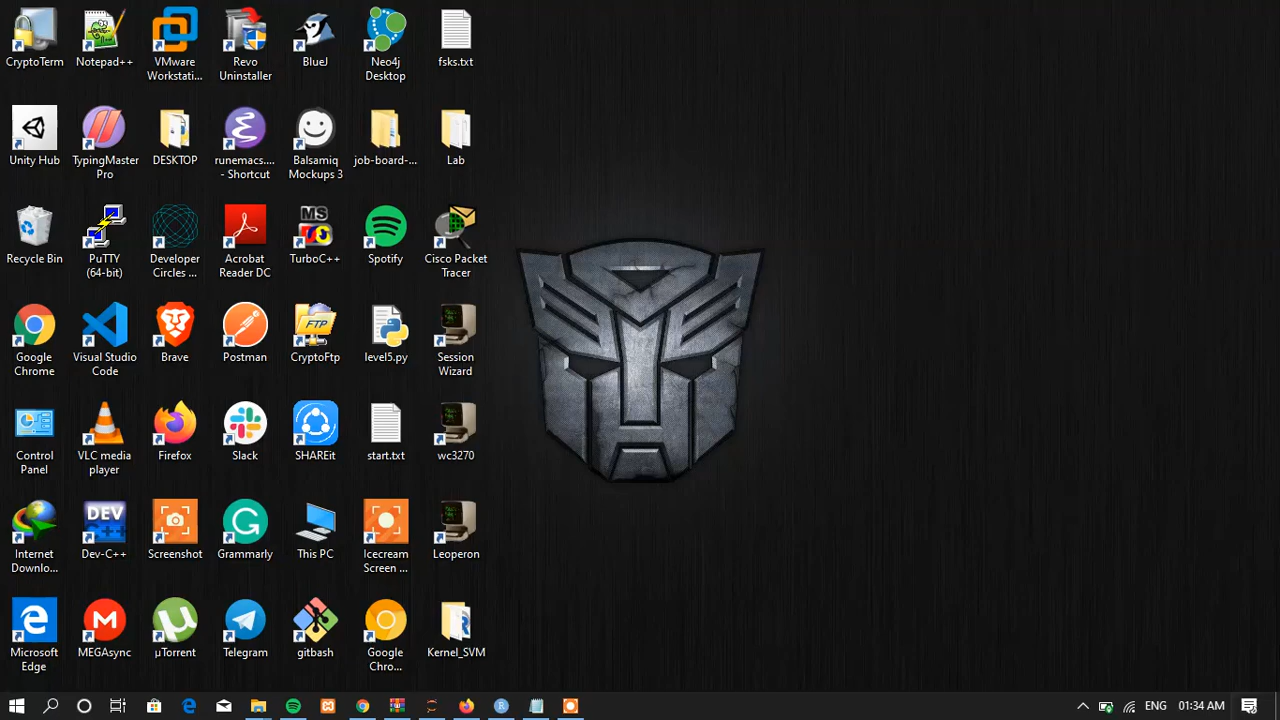 CryptoTerm
Notepad++
VMware
Workstati...
Revo
Uninstaller
BlueJ
Neo4j
Desktop
fsks.txt
Unity Hub
TypingMaster
Pro
DESKTOP
runemacs....
- Shortcut
Balsamiq
Mockups 3
job-board-...
Lab
Recycle Bin
PuTTY
(64-bit)
Developer
Circles ...
Acrobat
Reader DC
MS
TurboC++
Spotify
Cisco Packet
Tracer
Google
Chrome
Visual Studio
Code
Brave
Postman
FTP
CryptoFtp
level5.py
Session
Wizard
Control
Panel
VLC media
player
Firefox
Slack
SHAREit
start.txt
wc3270
Internet
Downlo...
DEV
C++
Dev-C++
Screenshot
Grammarly
This PC
Icecream
Screen ...
Leoperon
Microsoft
Edge
MEGAsync
µTorrent
Telegram
gitbash
Google
Chro...
Kernel_SVM
ENG
01:34 AM